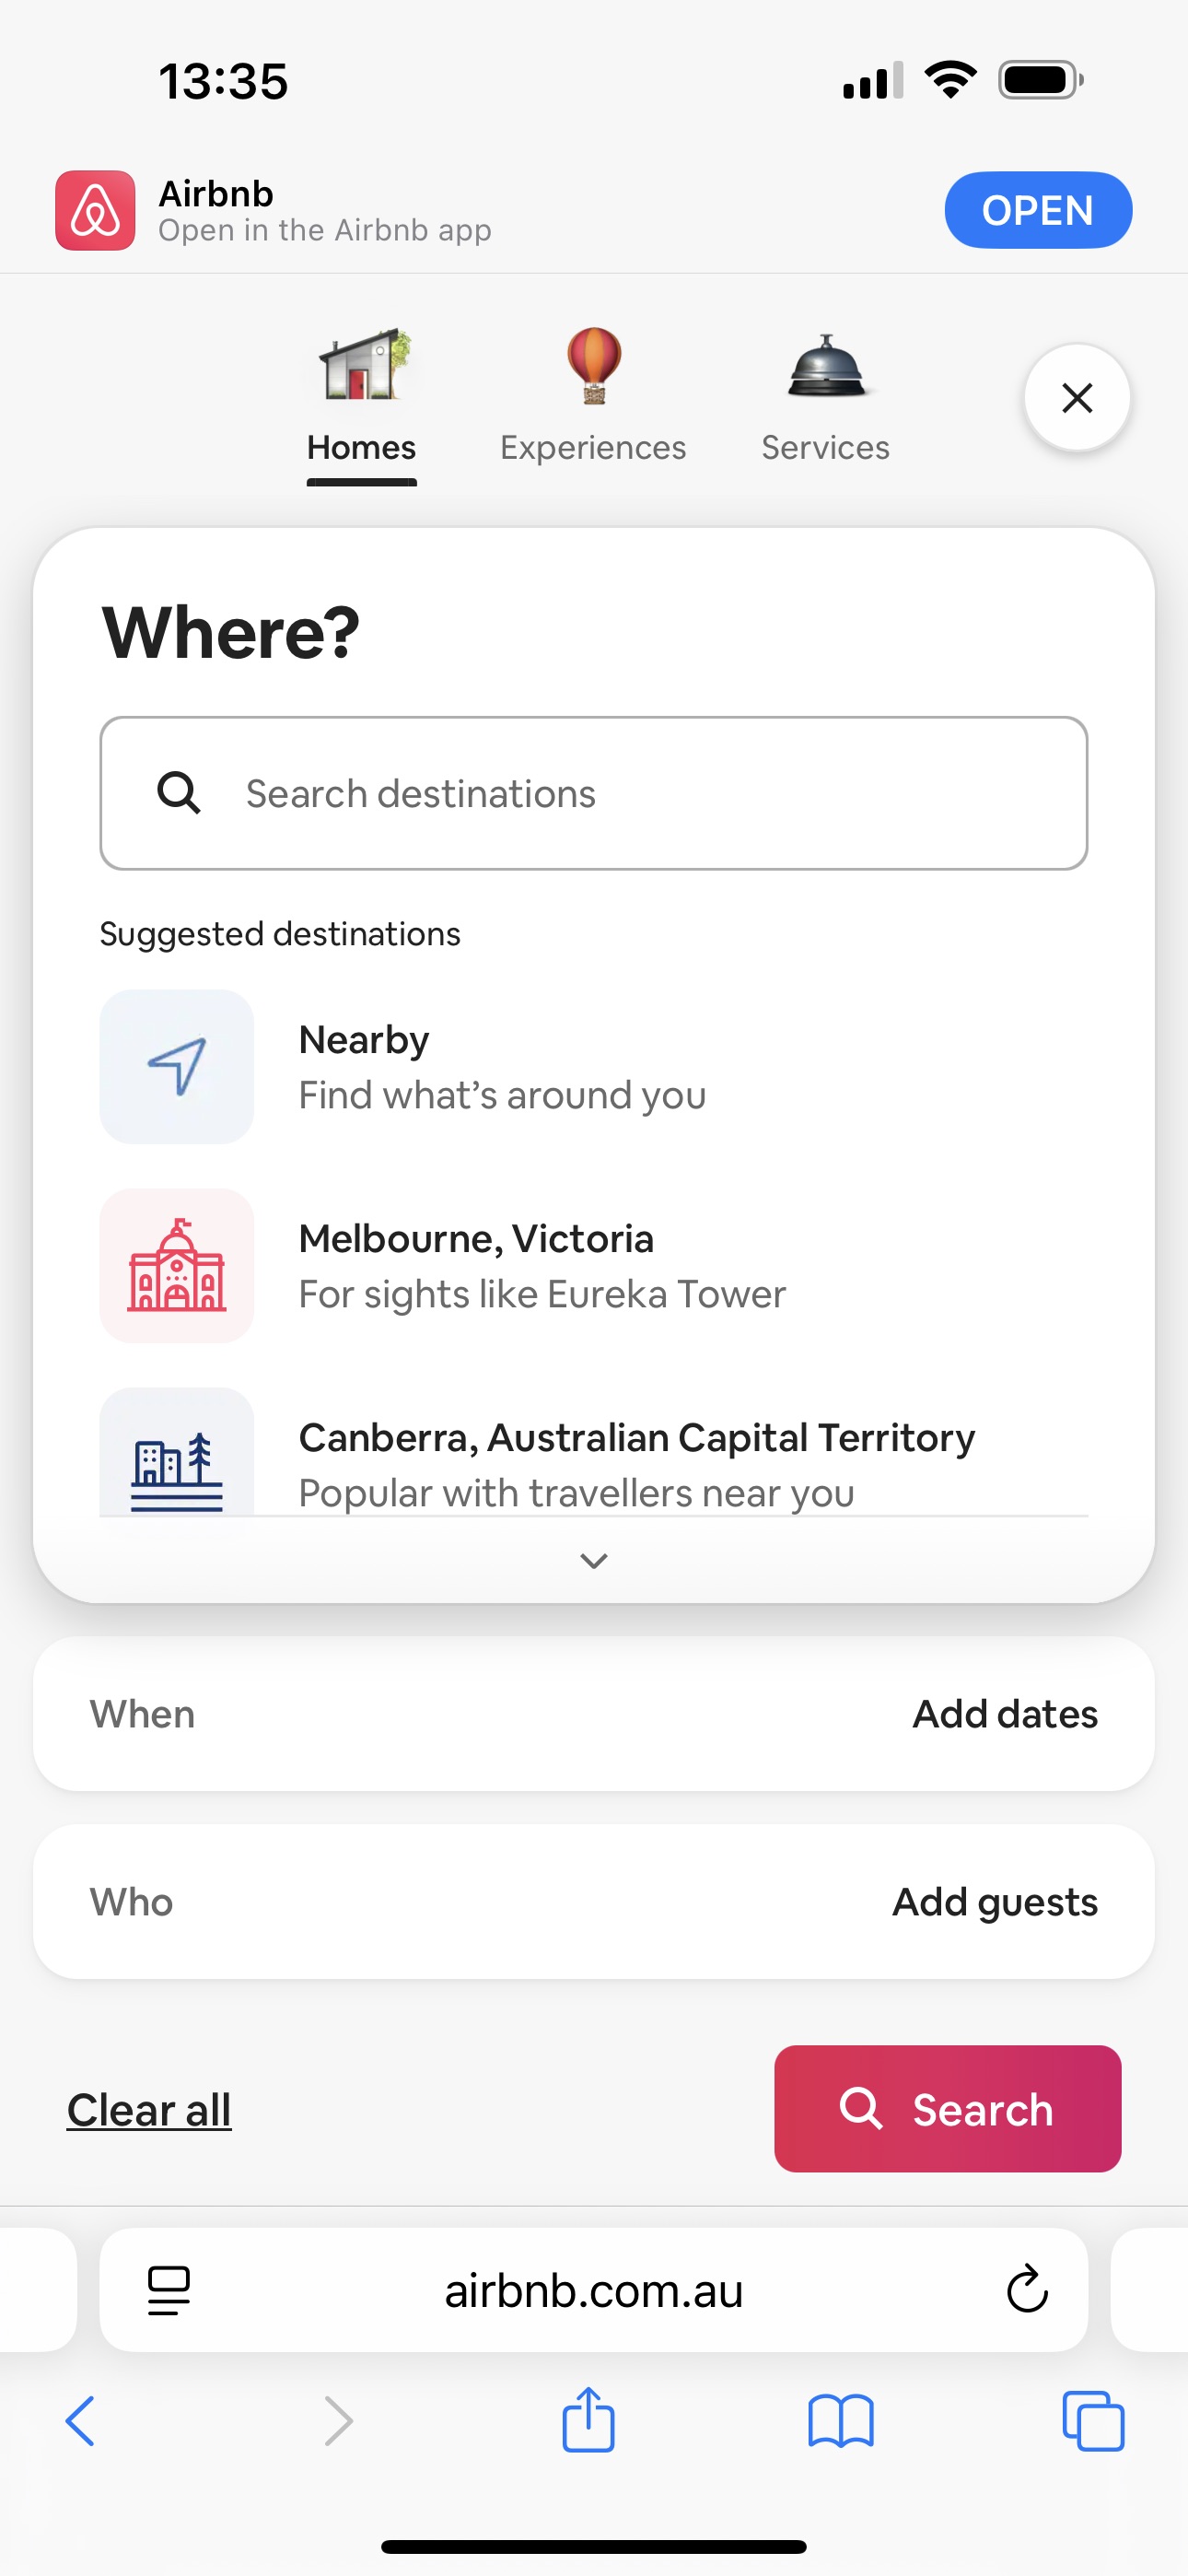 13:35
Airbnb
Open in the Airbnb app
OPEN
Homes
Experiences
Services
Where?
Search destinations
Suggested destinations
Nearby
Find what’s around you
Melbourne, Victoria
For sights like Eureka Tower
Canberra, Australian Capital Territory
Popular with travellers near you
When
Add dates
Who
Add guests
Clear all
Search
airbnb.com.au